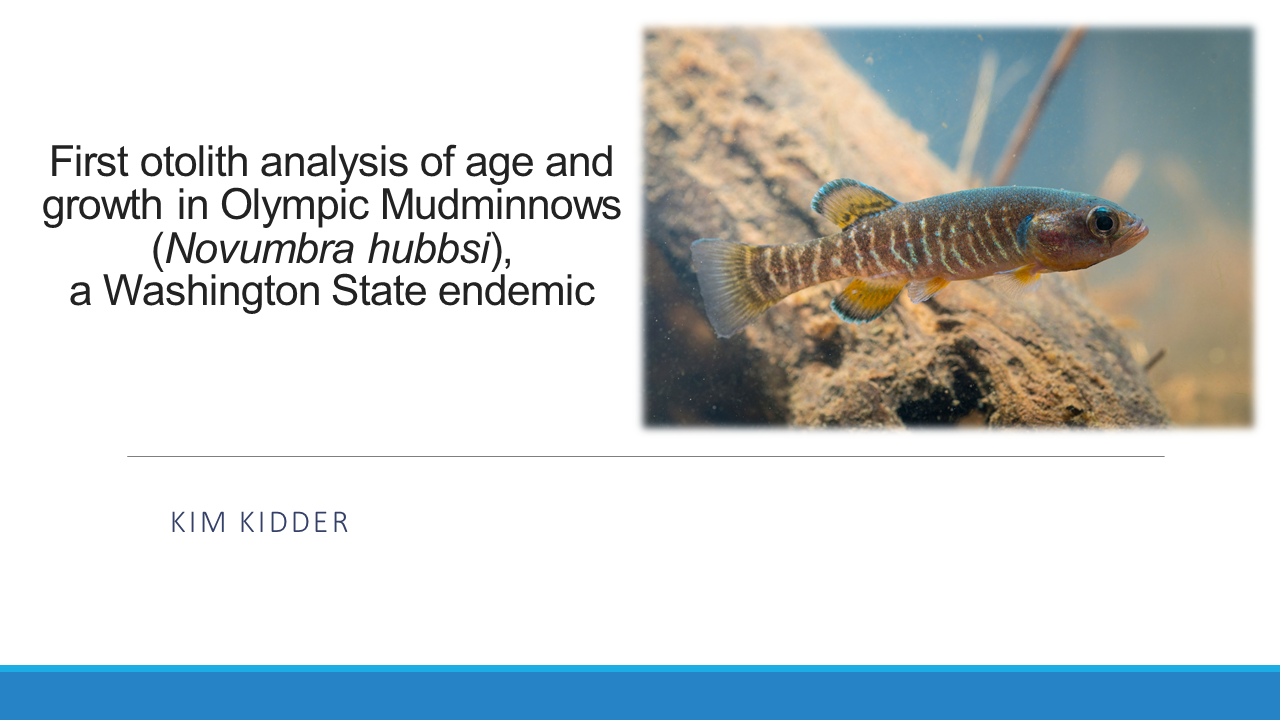 First otolith analysis of age and
growth in Olympic Mudminnows
(Novumbra hubbsi),
a Washington State endemic
KIM KIDDER